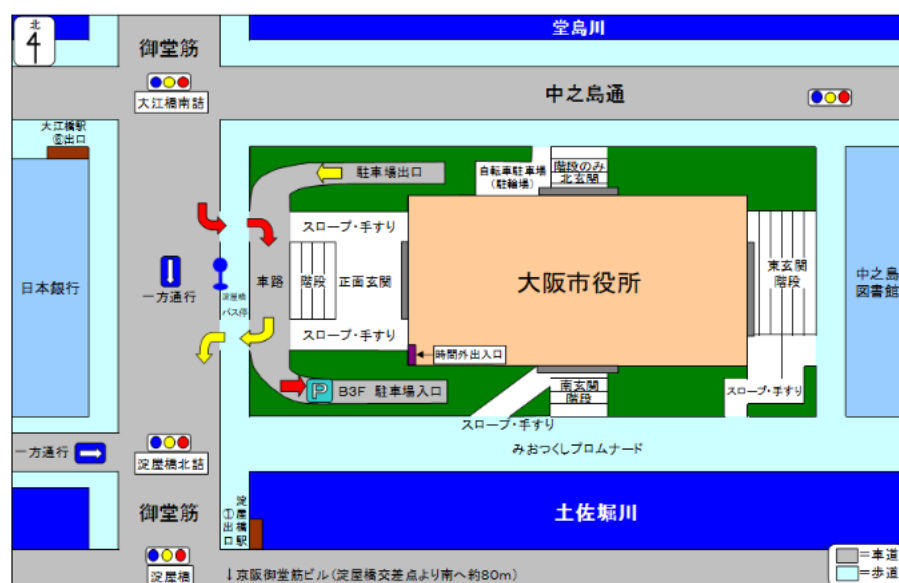 北
堂島川
御堂筋
大江橋南詰
中之島通
大江橋駅
⑥出口
自転車駐車場
(駐輪場)
階段のみ
北玄関
駐車場出口
スロープ・手すり
日本銀行
一方通行
淀屋橋
バス停
車路
階段
正面玄関
大阪市役所
東玄関
階段
中之島
図書館
スロープ・手すり
時間外出入口
P B3F 駐車場入口
南玄関
階段
スロープ・手すり
スロープ・手すり
一方通行
淀屋橋北詰
みおつくしプロムナード
御堂筋
淀屋橋駅
①出口
土佐堀川
淀屋橋
↓京阪御堂筋ビル(淀屋橋交差点より南へ約80m)
=車道
=歩道